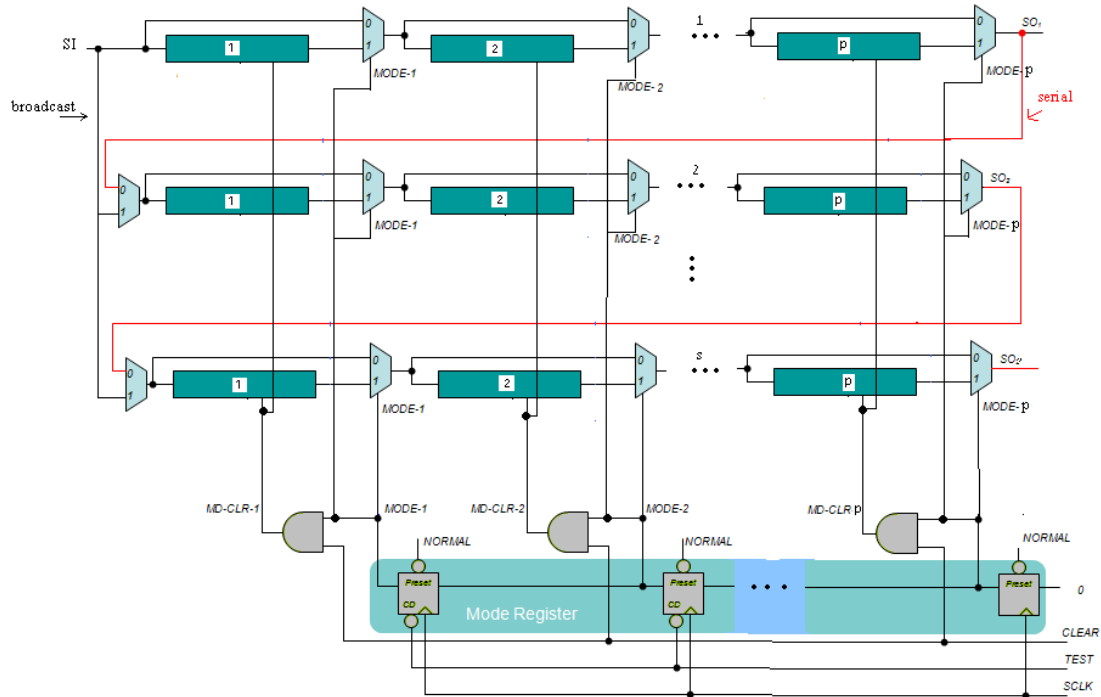 1 SO₁
0 0 0
SI 1 1 2 1 ... p 1
MODE-1 MODE-2 MODE-p
broadcast serial
2 SO₂
0 0 0 0
1 1 1 2 1 ... p 1
MODE-1 MODE-2 MODE-p
...
s
0 0 0 0
1 1 1 2 1 ... p 1
MODE-1 MODE-2 MODE-p
MD-CLR-1 MODE-1 MD-CLR-2 MODE-2 MD-CLR p
NORMAL NORMAL NORMAL
Preset Preset ... Preset 0
CD Mode Register CD
CLEAR
TEST
SCLK